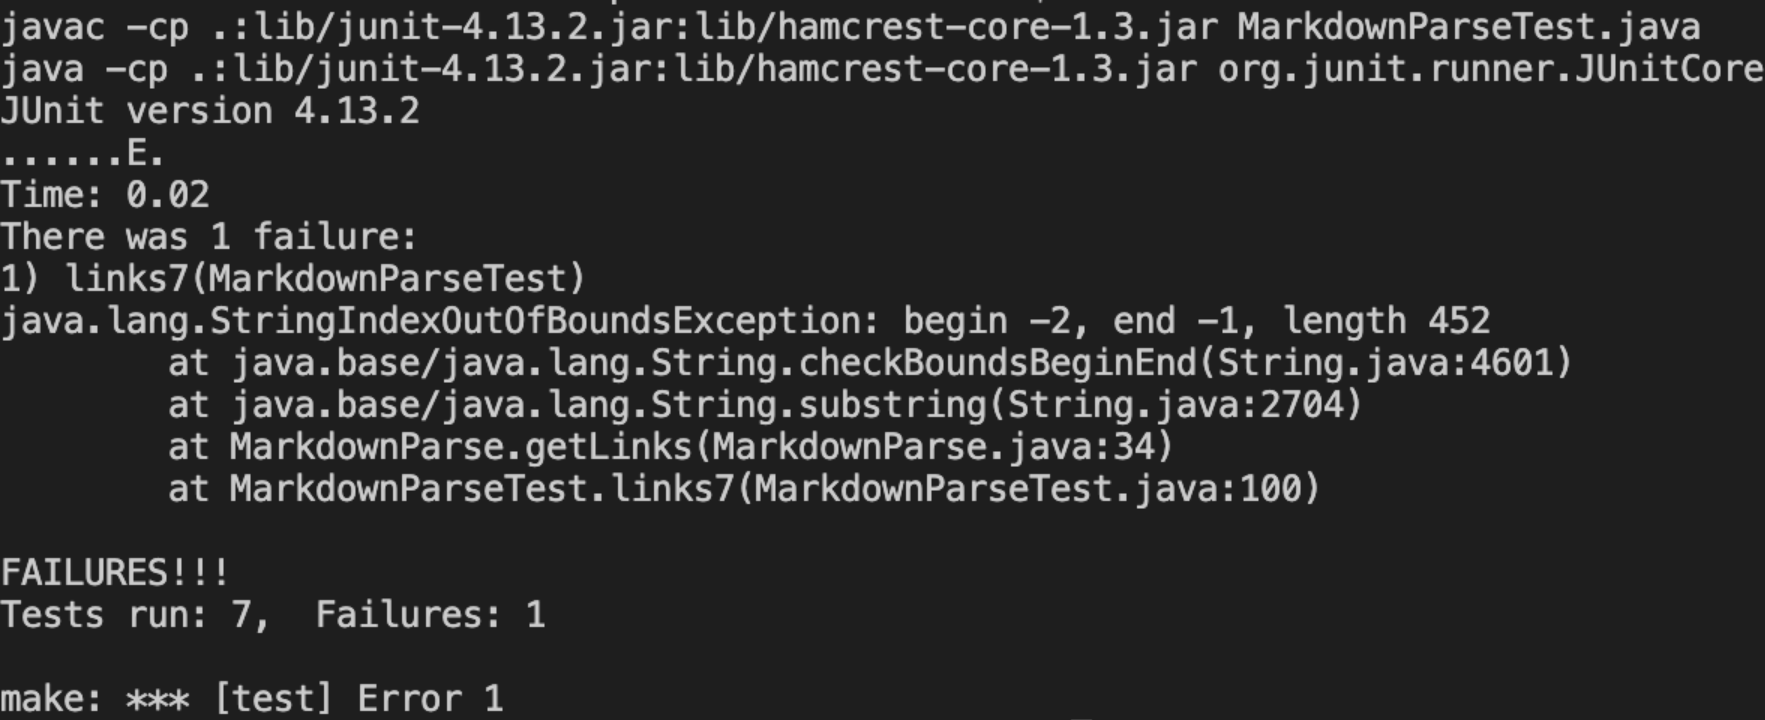 javac -cp .:lib/junit-4.13.2.jar:lib/hamcrest-core-1.3.jar MarkdownParseTest.java
java -cp .:lib/junit-4.13.2.jar:lib/hamcrest-core-1.3.jar org.junit.runner.JUnitCore
JUnit version 4.13.2
......E.
Time: 0.02
There was 1 failure:
1) links7(MarkdownParseTest)
java.lang.StringIndexOutOfBoundsException: begin -2, end -1, length 452
        at java.base/java.lang.String.checkBoundsBeginEnd(String.java:4601)
        at java.base/java.lang.String.substring(String.java:2704)
        at MarkdownParse.getLinks(MarkdownParse.java:34)
        at MarkdownParseTest.links7(MarkdownParseTest.java:100)

FAILURES!!!
Tests run: 7,  Failures: 1

make: *** [test] Error 1